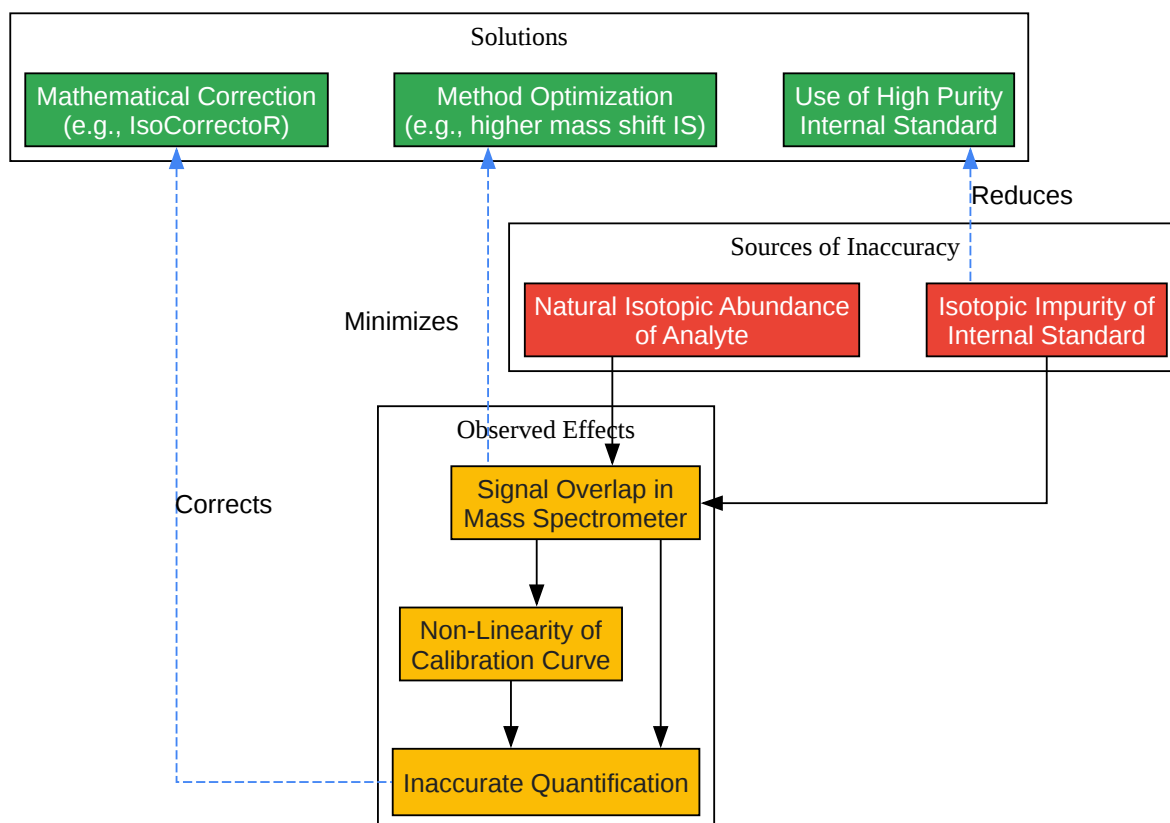 Solutions
Mathematical Correction
(e.g., IsoCorrectoR)
Method Optimization
(e.g., higher mass shift IS)
Use of High Purity
Internal Standard
Reduces
Sources of Inaccuracy
Natural Isotopic Abundance
of Analyte
Isotopic Impurity of
Internal Standard
Minimizes
Observed Effects
Signal Overlap in
Mass Spectrometer
Corrects
Non-Linearity of
Calibration Curve
Inaccurate Quantification